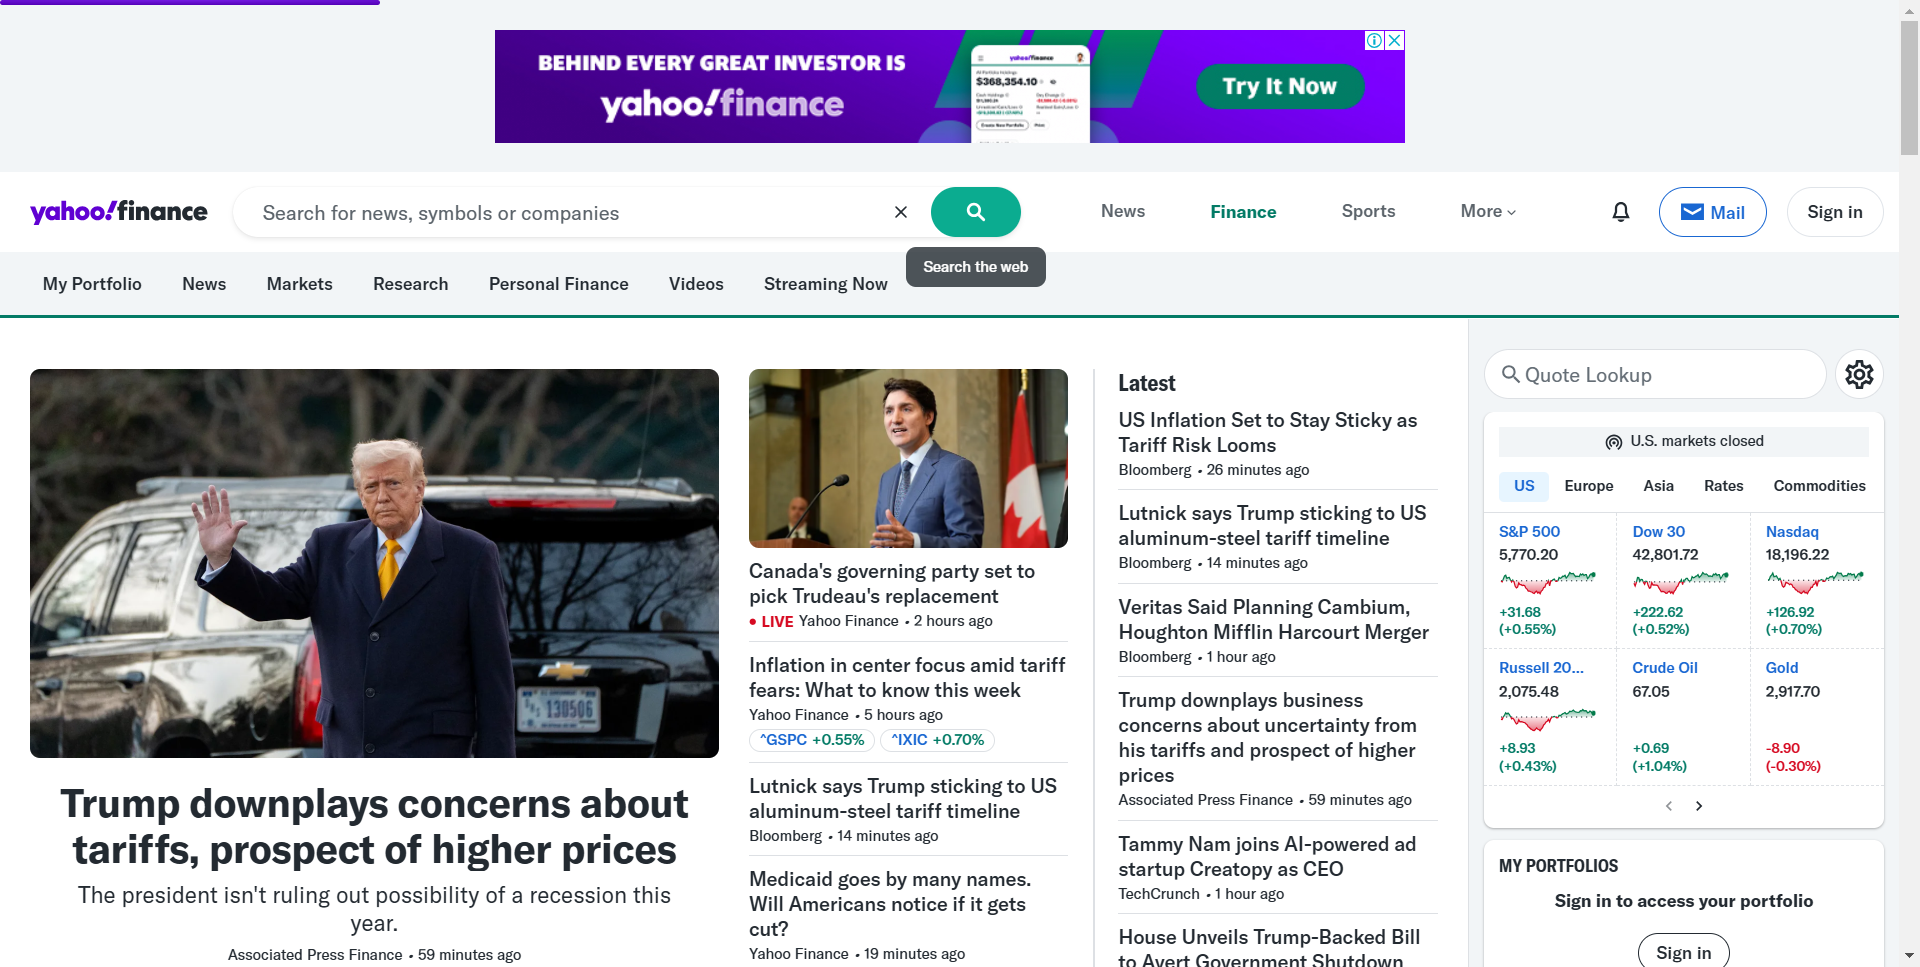 BEHIND EVERY GREAT INVESTOR IS
yahoo!finance
yahoo!finance
$368,354.10
Try It Now
yahoo!finance
Search for news, symbols or companies
News
Finance
Sports
More
Mail
Sign in
Search the web
My Portfolio
News
Markets
Research
Personal Finance
Videos
Streaming Now
Trump downplays concerns about
tariffs, prospect of higher prices
The president isn't ruling out possibility of a recession this
year.
Associated Press Finance • 59 minutes ago
Canada's governing party set to
pick Trudeau's replacement
• LIVE Yahoo Finance • 2 hours ago
Inflation in center focus amid tariff
fears: What to know this week
Yahoo Finance • 5 hours ago
^GSPC +0.55% ^IXIC +0.70%
Lutnick says Trump sticking to US
aluminum-steel tariff timeline
Bloomberg • 14 minutes ago
Medicaid goes by many names.
Will Americans notice if it gets
cut?
Yahoo Finance • 19 minutes ago
Latest
US Inflation Set to Stay Sticky as
Tariff Risk Looms
Bloomberg • 26 minutes ago
Lutnick says Trump sticking to US
aluminum-steel tariff timeline
Bloomberg • 14 minutes ago
Veritas Said Planning Cambium,
Houghton Mifflin Harcourt Merger
Bloomberg • 1 hour ago
Trump downplays business
concerns about uncertainty from
his tariffs and prospect of higher
prices
Associated Press Finance • 59 minutes ago
Tammy Nam joins AI-powered ad
startup Creatopy as CEO
TechCrunch • 1 hour ago
House Unveils Trump-Backed Bill
to Avert Government Shutdown
Quote Lookup
U.S. markets closed
US
Europe
Asia
Rates
Commodities
S&P 500
5,770.20
+31.68
(+0.55%)
Dow 30
42,801.72
+222.62
(+0.52%)
Nasdaq
18,196.22
+126.92
(+0.70%)
Russell 20...
2,075.48
+8.93
(+0.43%)
Crude Oil
67.05
+0.69
(+1.04%)
Gold
2,917.70
-8.90
(-0.30%)
MY PORTFOLIOS
Sign in to access your portfolio
Sign in